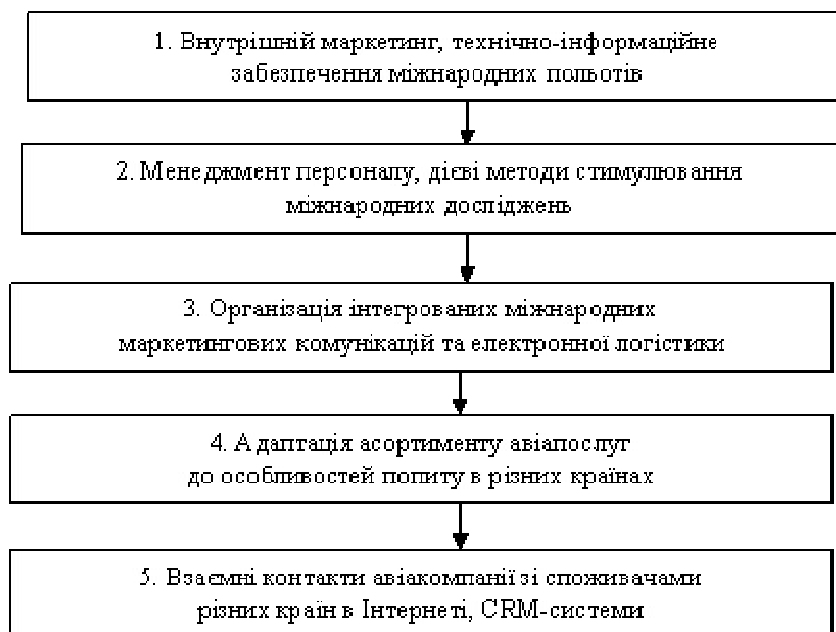 1. Внутрішній маркетинг, технічно-інформаційне
забезпечення міжнародних польотів
2. Менеджмент персоналу, дієві методи стимулювання
міжнародних досліджень
3. Організація інтегрованих міжнародних
маркетингових комунікацій та електронної логістики
4. Адаптація асортименту авіапослуг
до особливостей попиту в різних країнах
5. Взаємні контакти авіакомпанії зі споживачами
різних країн в Інтернеті, CRM-системи